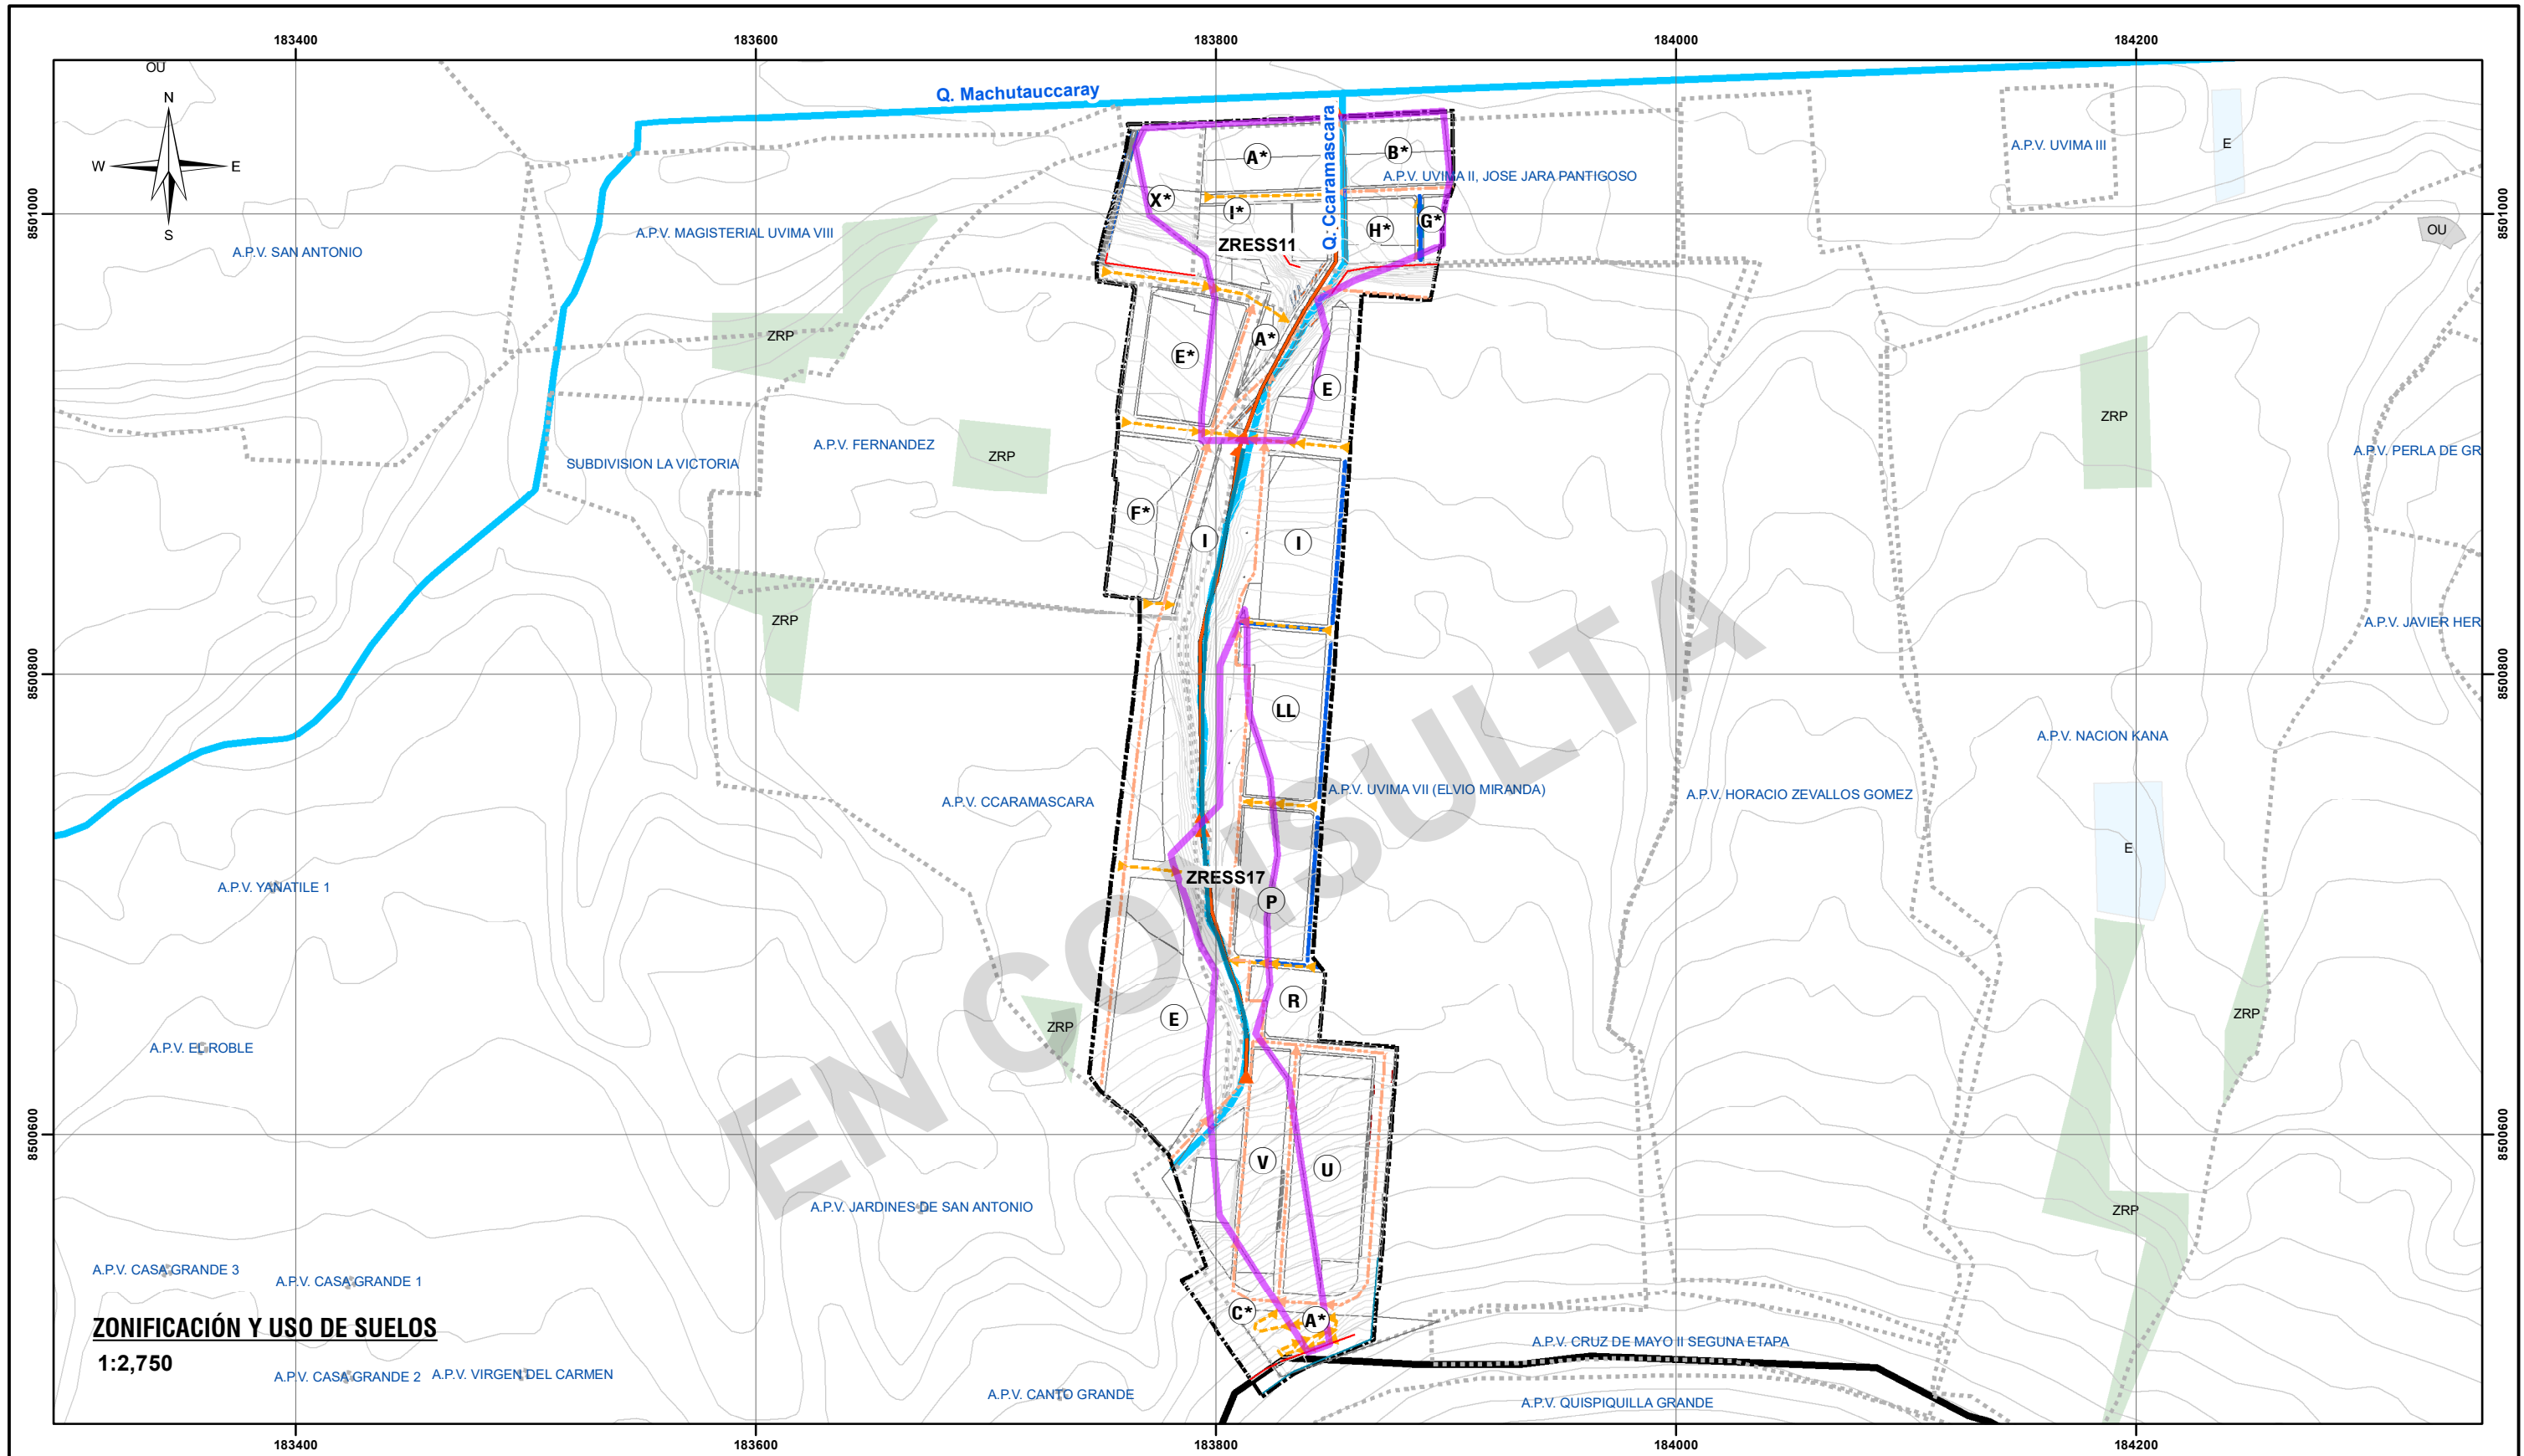 183400
183600
183800
184000
184200
OU
N
W
E
S
Q. Machutauccaray
Q. Ccaramascara
A*
B*
A.P.V. UVIMA III
E
A.P.V. UVIMA II, JOSE JARA PANTIGOSO
X*
I*
G*
H*
8501000
8501000
OU
A.P.V. SAN ANTONIO
A.P.V. MAGISTERIAL UVIMA VIII
ZRESS11
ZRP
A*
E*
E
ZRP
A.P.V. FERNANDEZ
ZRP
A.P.V. PERLA DE GR
SUBDIVISION LA VICTORIA
F*
I
I
ZRP
A.P.V. JAVIER HER
8500800
8500800
LL
A.P.V. NACION KANA
A.P.V. CCARAMASCARA
A.P.V. UVIMA VII (ELVIO MIRANDA)
A.P.V. HORACIO ZEVALLOS GOMEZ
E
ZRESS17
A.P.V. YANATILE 1
P
EN CONSULTA
R
E
ZRP
ZRP
A.P.V. EL ROBLE
8500600
8500600
V
U
A.P.V. JARDINES DE SAN ANTONIO
ZRP
A.P.V. CASA GRANDE 3
A.P.V. CASA GRANDE 1
C*
A*
ZONIFICACIÓN Y USO DE SUELOS
1:2,750
A.P.V. CRUZ DE MAYO II SEGUNA ETAPA
A.P.V. CASA GRANDE 2
A.P.V. VIRGEN DEL CARMEN
A.P.V. CANTO GRANDE
A.P.V. QUISPIQUILLA GRANDE
183400
183600
183800
184000
184200